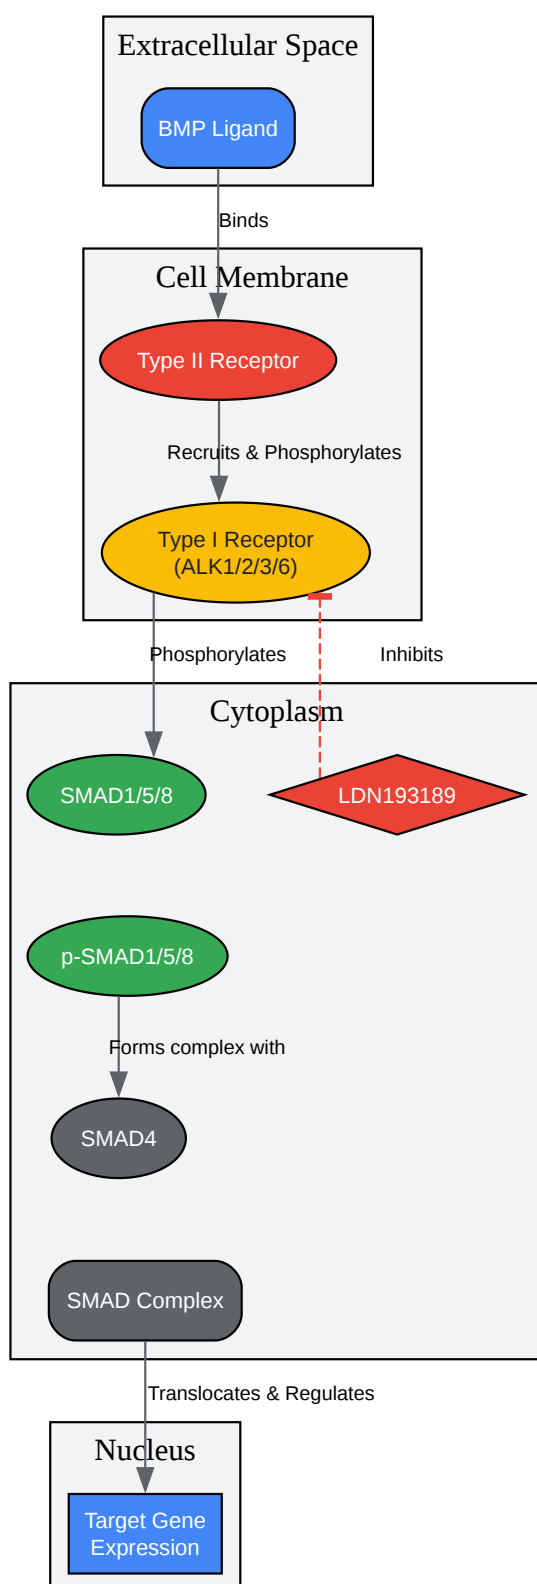 Extracellular Space
BMP Ligand
Binds
Cell Membrane
Type II Receptor
Recruits & Phosphorylates
Type I Receptor
(ALK1/2/3/6)
Phosphorylates
Inhibits
Cytoplasm
SMAD1/5/8
LDN193189
p-SMAD1/5/8
Forms complex with
SMAD4
SMAD Complex
Translocates & Regulates
Nucleus
Target Gene
Expression